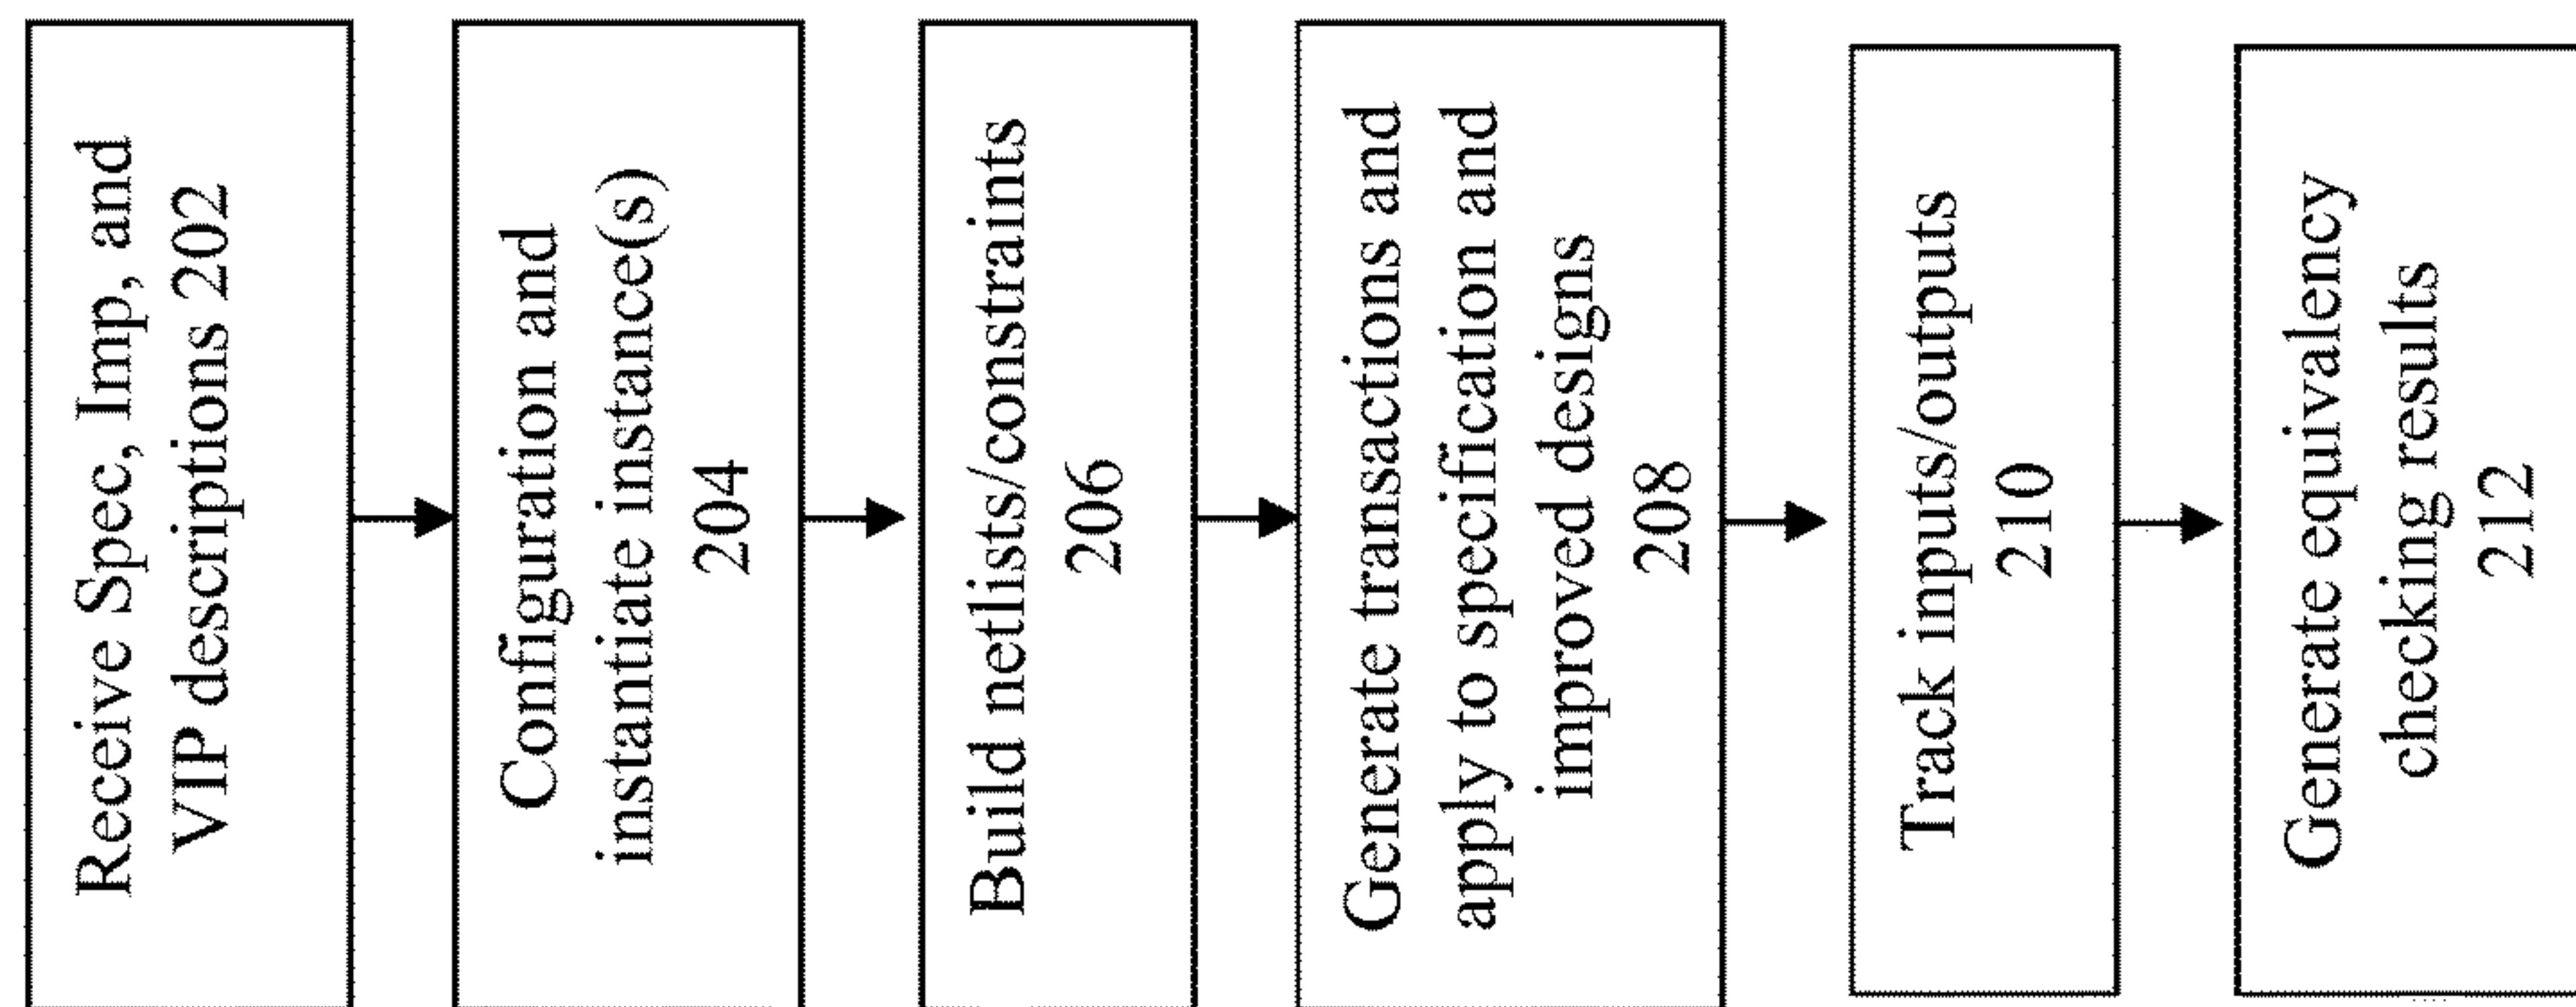 Receive Spec, Imp, and
VIP descriptions 202
Configuration and
instantiate instance(s)
204
Build netlists/constraints
206
Generate transactions and
apply to specification and
improved designs
208
Track inputs/outputs
210
Generate equivalency
checking results
212